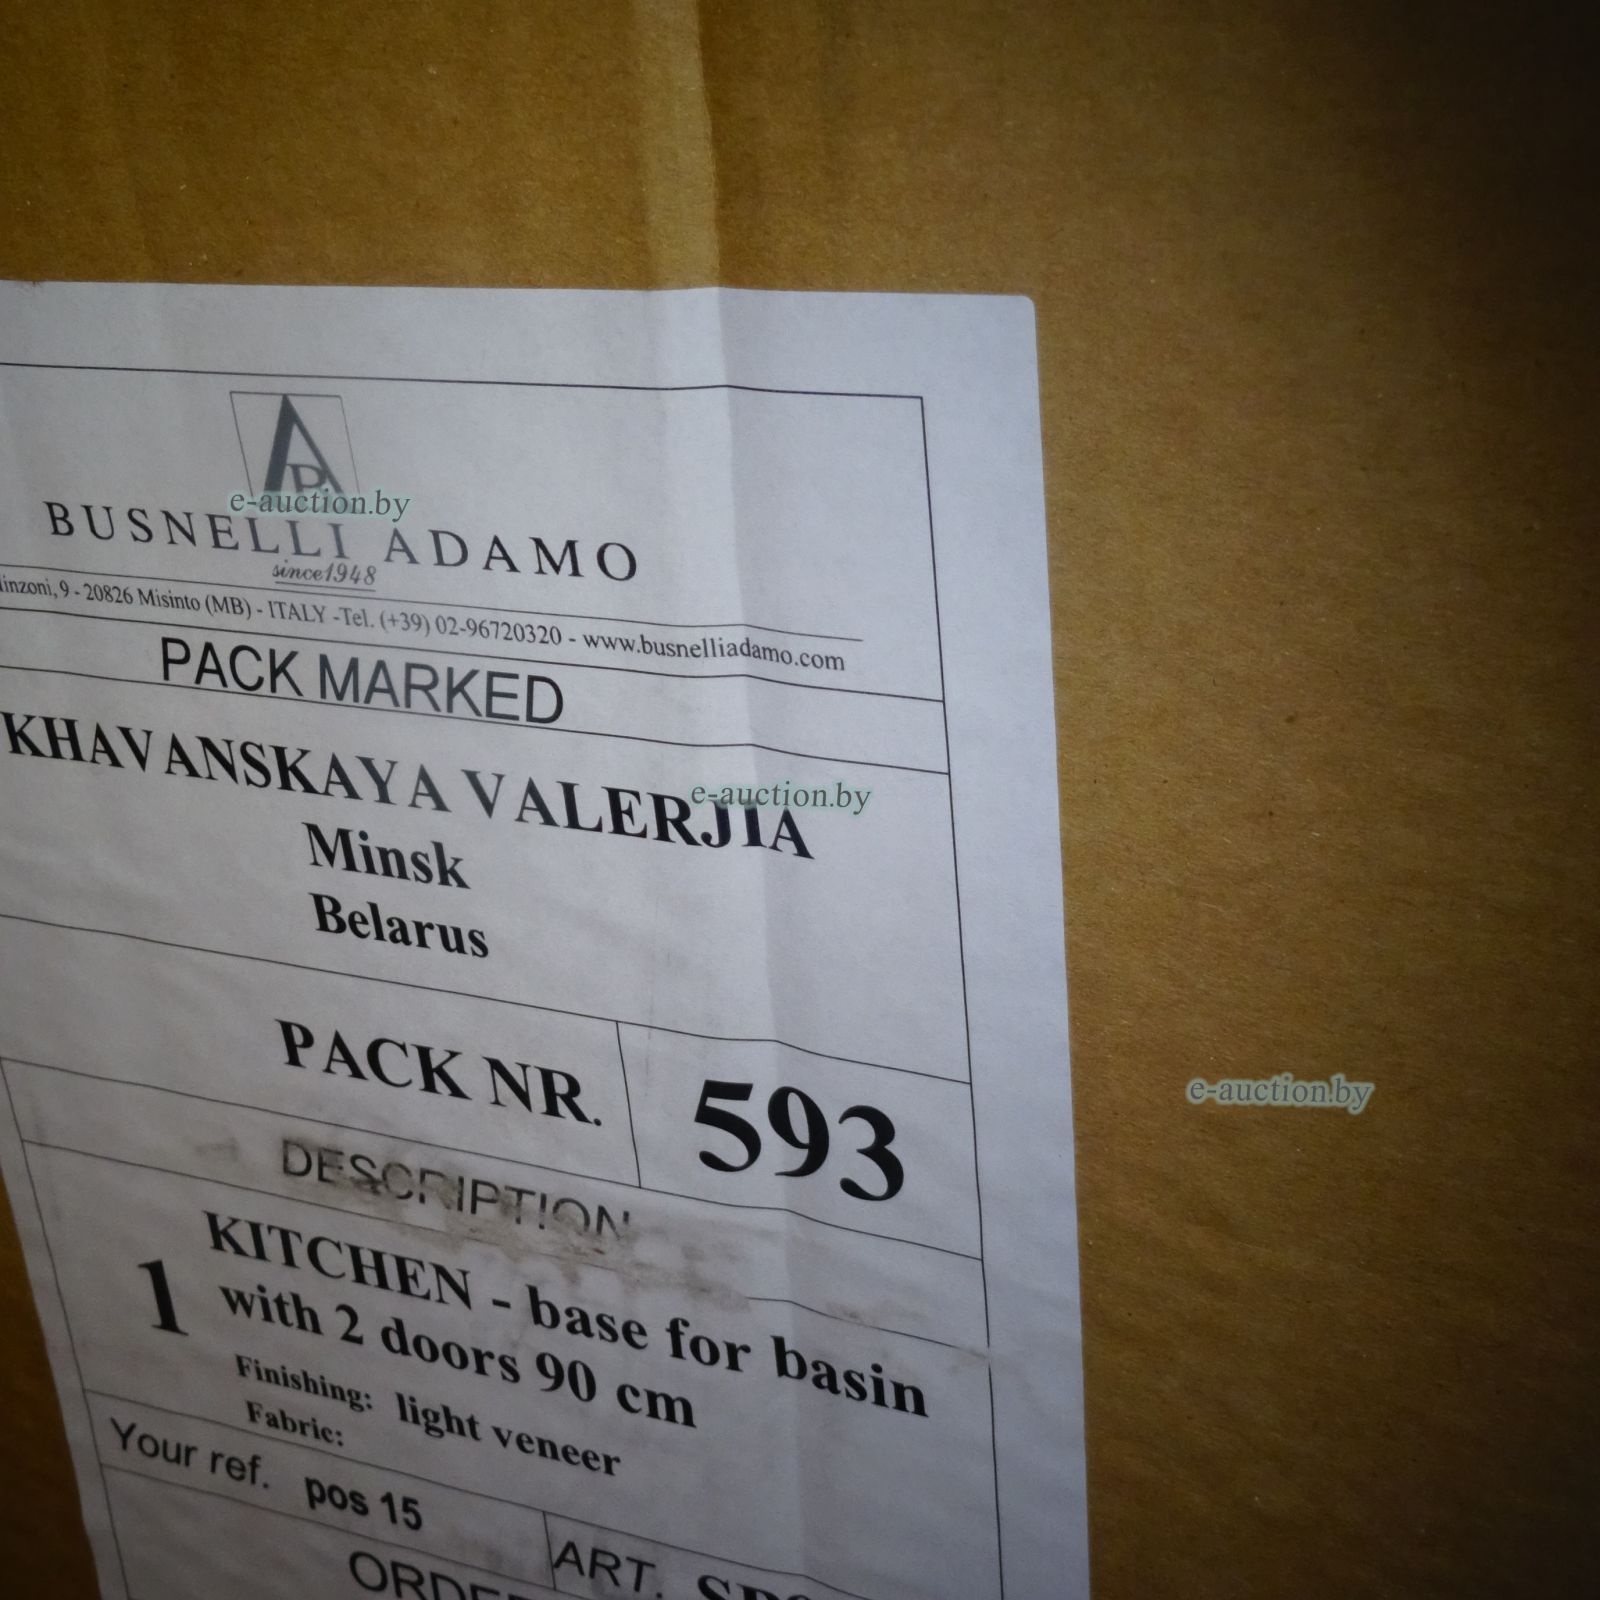 AP
e-auction.by
BUSNELLI ADAMO
since1948
9 - 20826 Misinto (MB) - ITALY -Tel. (+39) 02-96720320 - www.busnelliadamo.com
PACK MARKED
KHAVANSKAYA VALERJIA
e-auction.by
Minsk
Belarus
PACK NR. 593
e-auction.by
DESCRIPTION
1 KITCHEN - base for basin
with 2 doors 90 cm
Finishing: light veneer
Fabric:
Your ref. pos 15
ART.